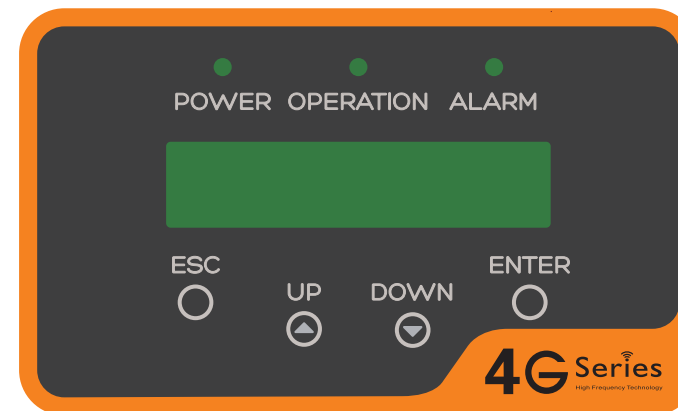 POWER OPERATION ALARM
ESC
UP
DOWN
ENTER
4G Series
High Frequency Technology